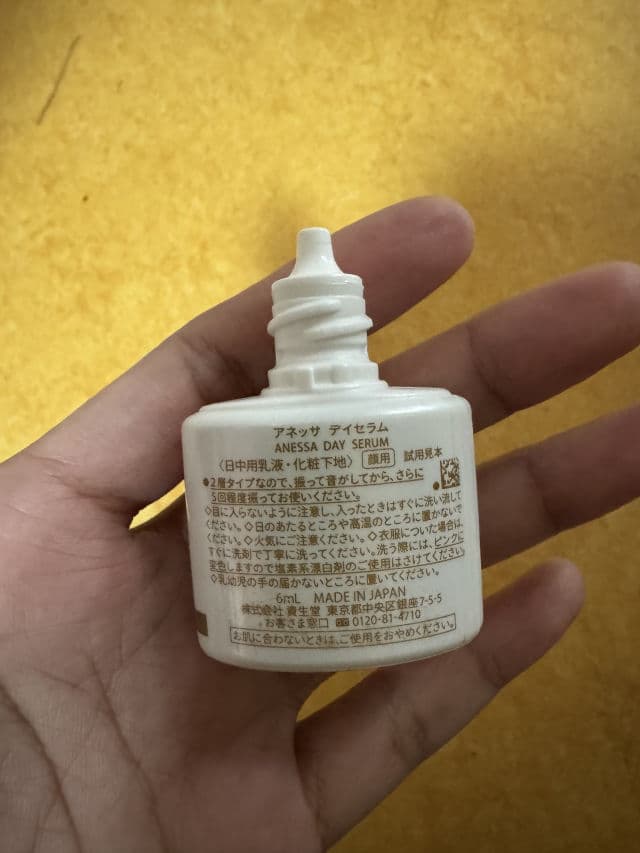 アネッサ デイセラム
ANESSA DAY SERUM
〈日中用乳液・化粧下地〉 顔用 試用見本
●2層タイプなので、振って音がしてから、さらに
5回程度振ってお使いください。
◇目に入らないように注意し、入ったときはすぐに洗い流して
ください。◇日のあたるところや高温のところに置かないで
ください。◇火気にご注意ください。◇衣服についた場合は、
すぐに洗剤で丁寧に洗ってください。洗う際には、ピンクに
変色しますので塩素系漂白剤のご使用はさけてください。
◇乳幼児の手の届かないところに置いてください。
6mL MADE IN JAPAN
株式会社 資生堂 東京都中央区銀座7-5-5
お客さま窓口 0120-81-4710
お肌に合わないときは、ご使用をおやめください。